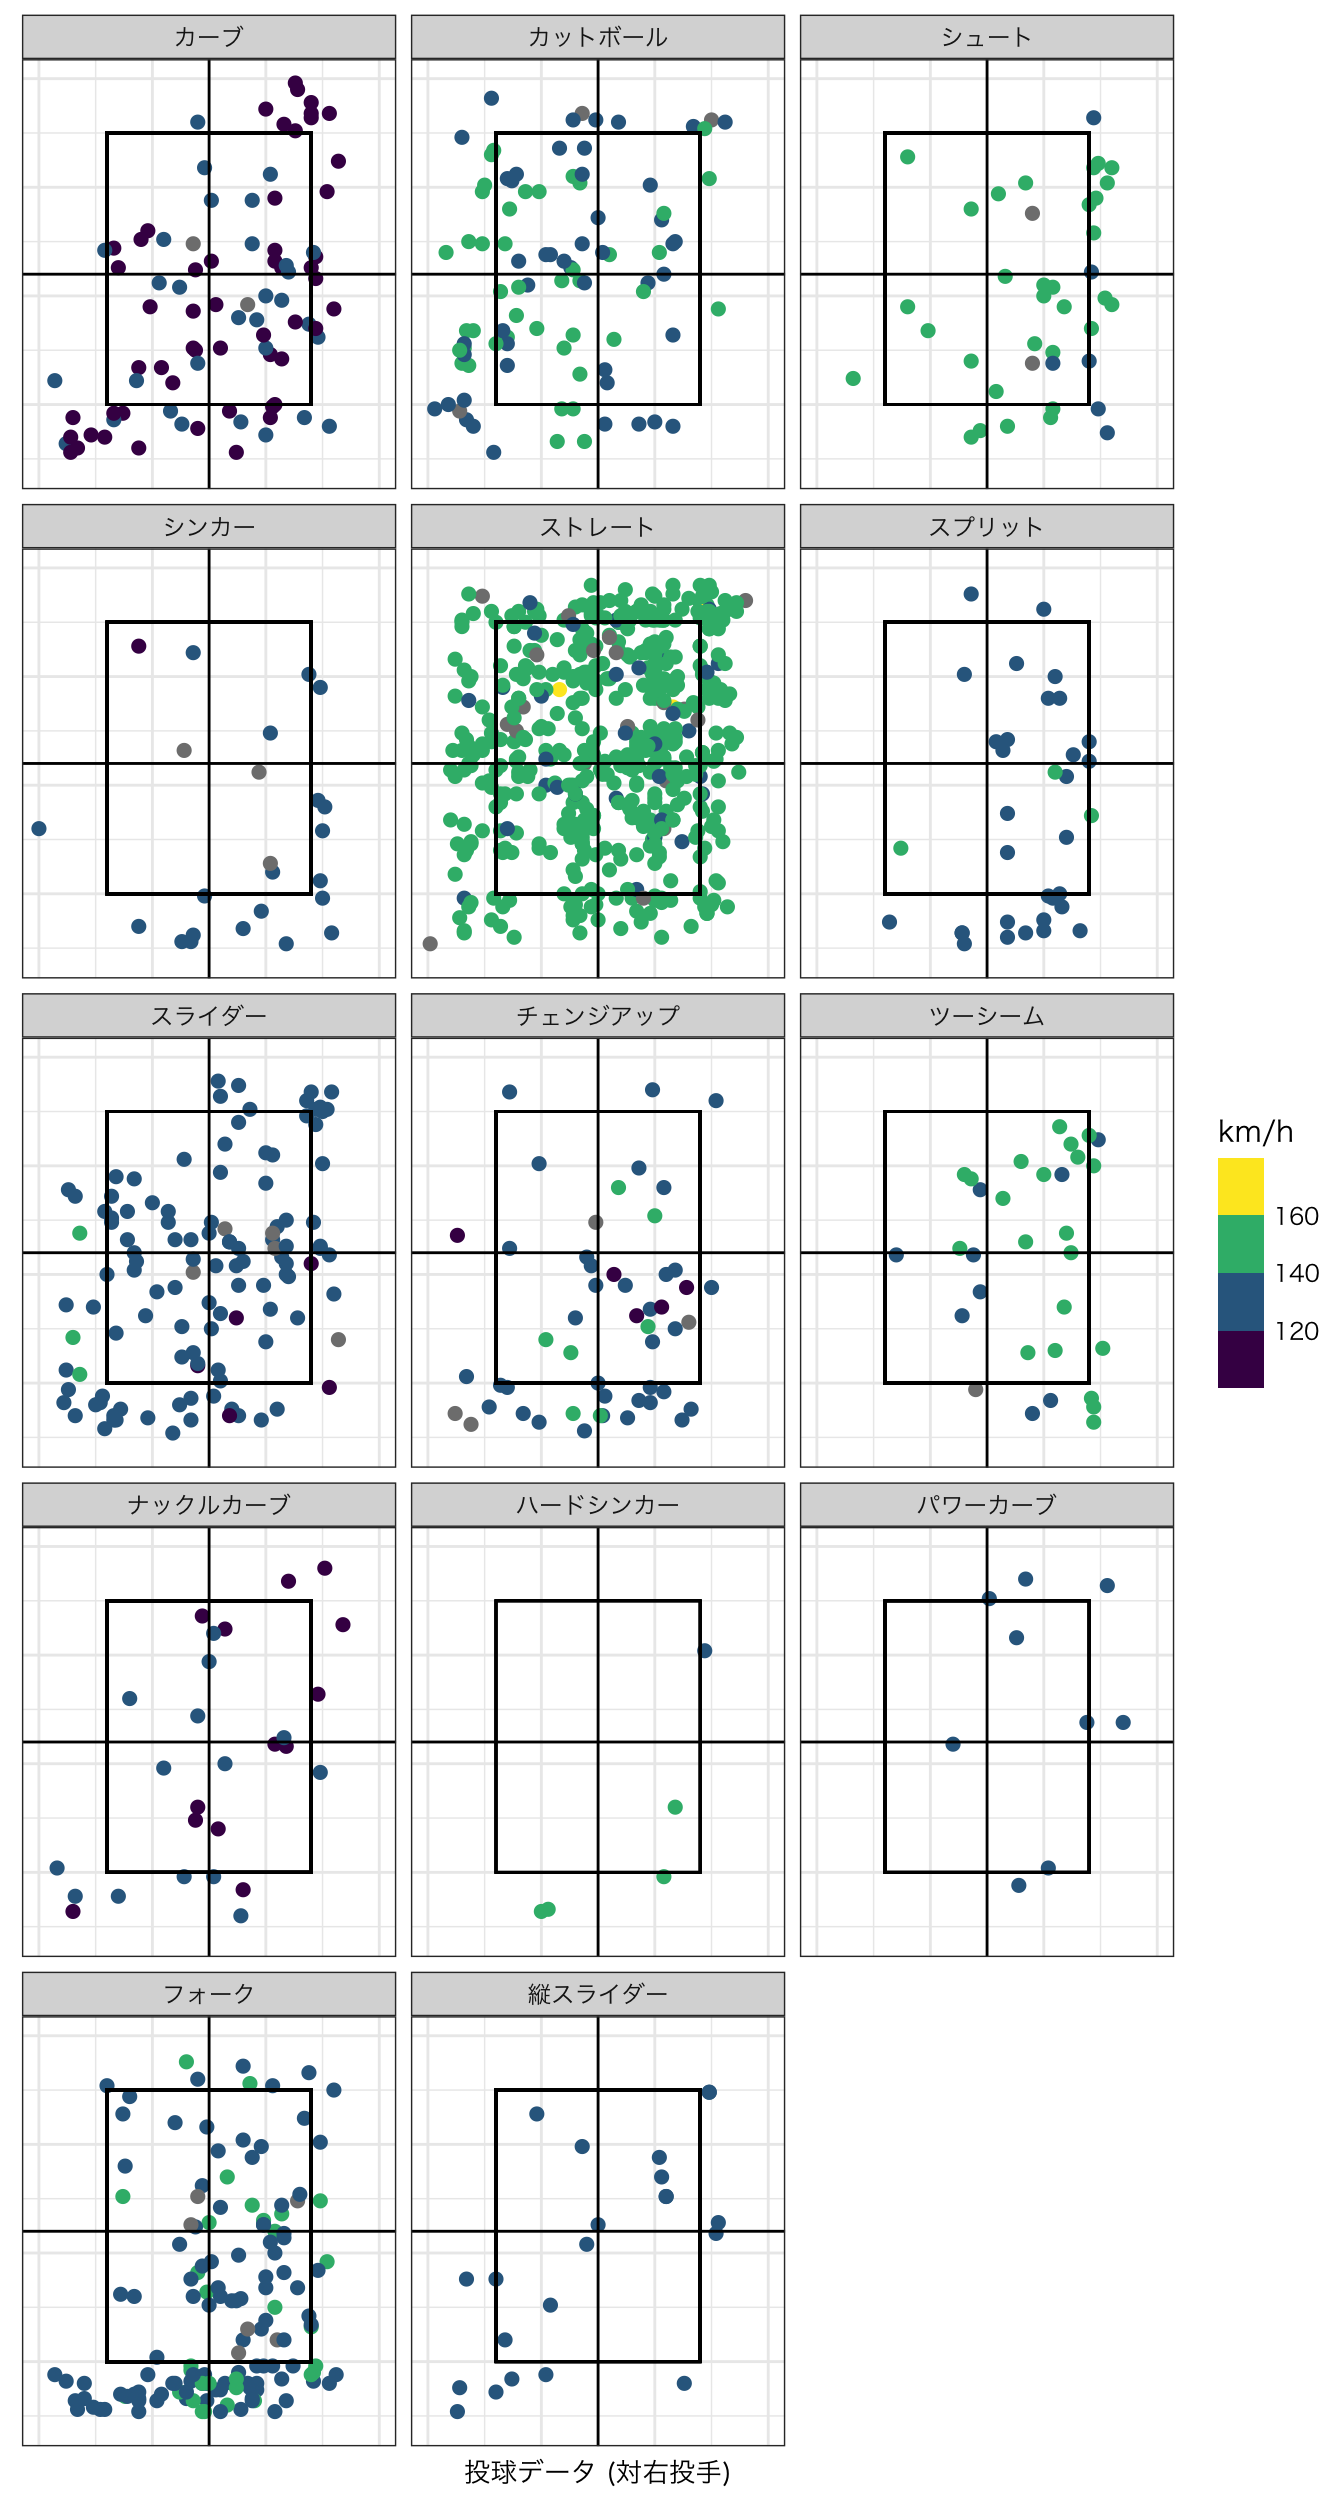 カーブ
カットボール
シュート
シンカー
ストレート
スプリット
スライダー
チェンジアップ
ツーシーム
ナックルカーブ
ハードシンカー
パワーカーブ
フォーク
縦スライダー
km/h
160
140
120
投球データ (対右投手)